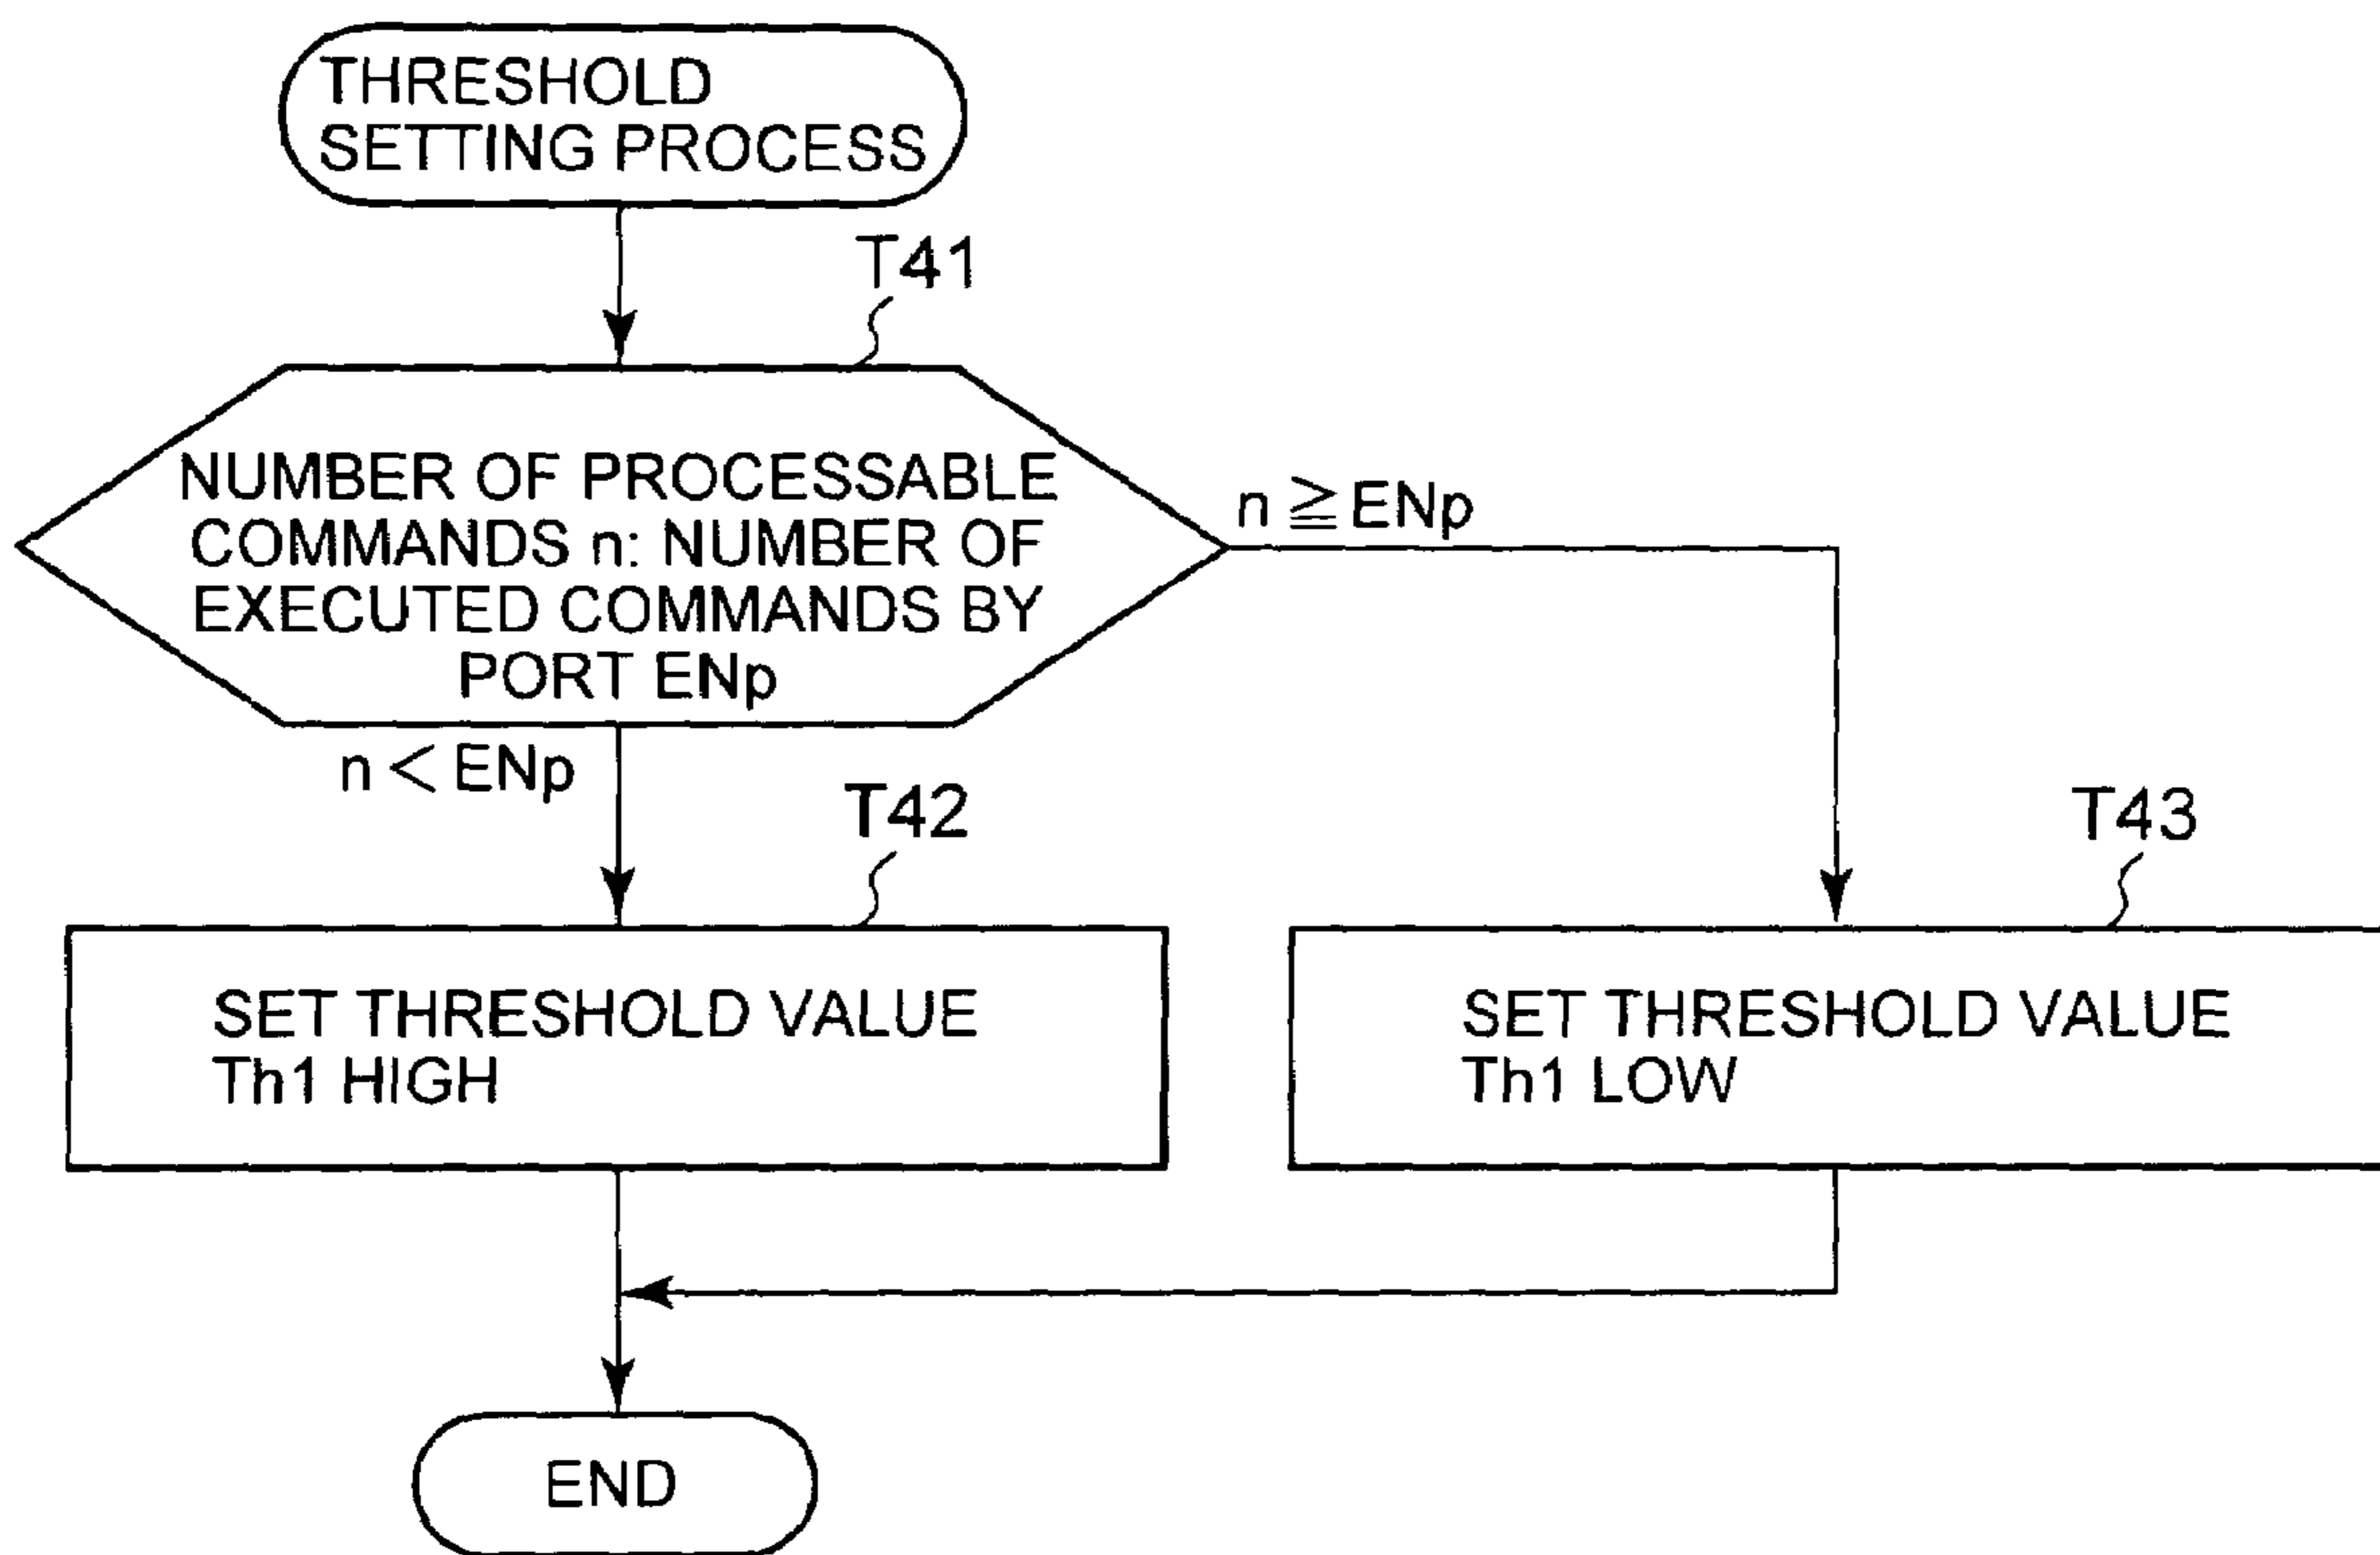 THRESHOLD
SETTING PROCESS
T41
NUMBER OF PROCESSABLE
COMMANDS n: NUMBER OF
EXECUTED COMMANDS BY
PORT ENp
n ≧ ENp
n < ENp
T42
SET THRESHOLD VALUE
Th1 HIGH
T43
SET THRESHOLD VALUE
Th1 LOW
END